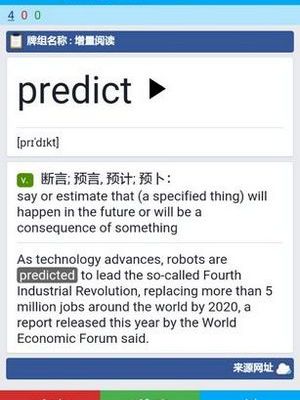 4 0 0
牌组名称 : 增量阅读
predict
[prɪˈdɪkt]
v. 断言; 预言, 预计; 预卜：
say or estimate that (a specified thing) will
happen in the future or will be a
consequence of something
As technology advances, robots are
predicted to lead the so-called Fourth
Industrial Revolution, replacing more than 5
million jobs around the world by 2020, a
report released this year by the World
Economic Forum said.
来源网址